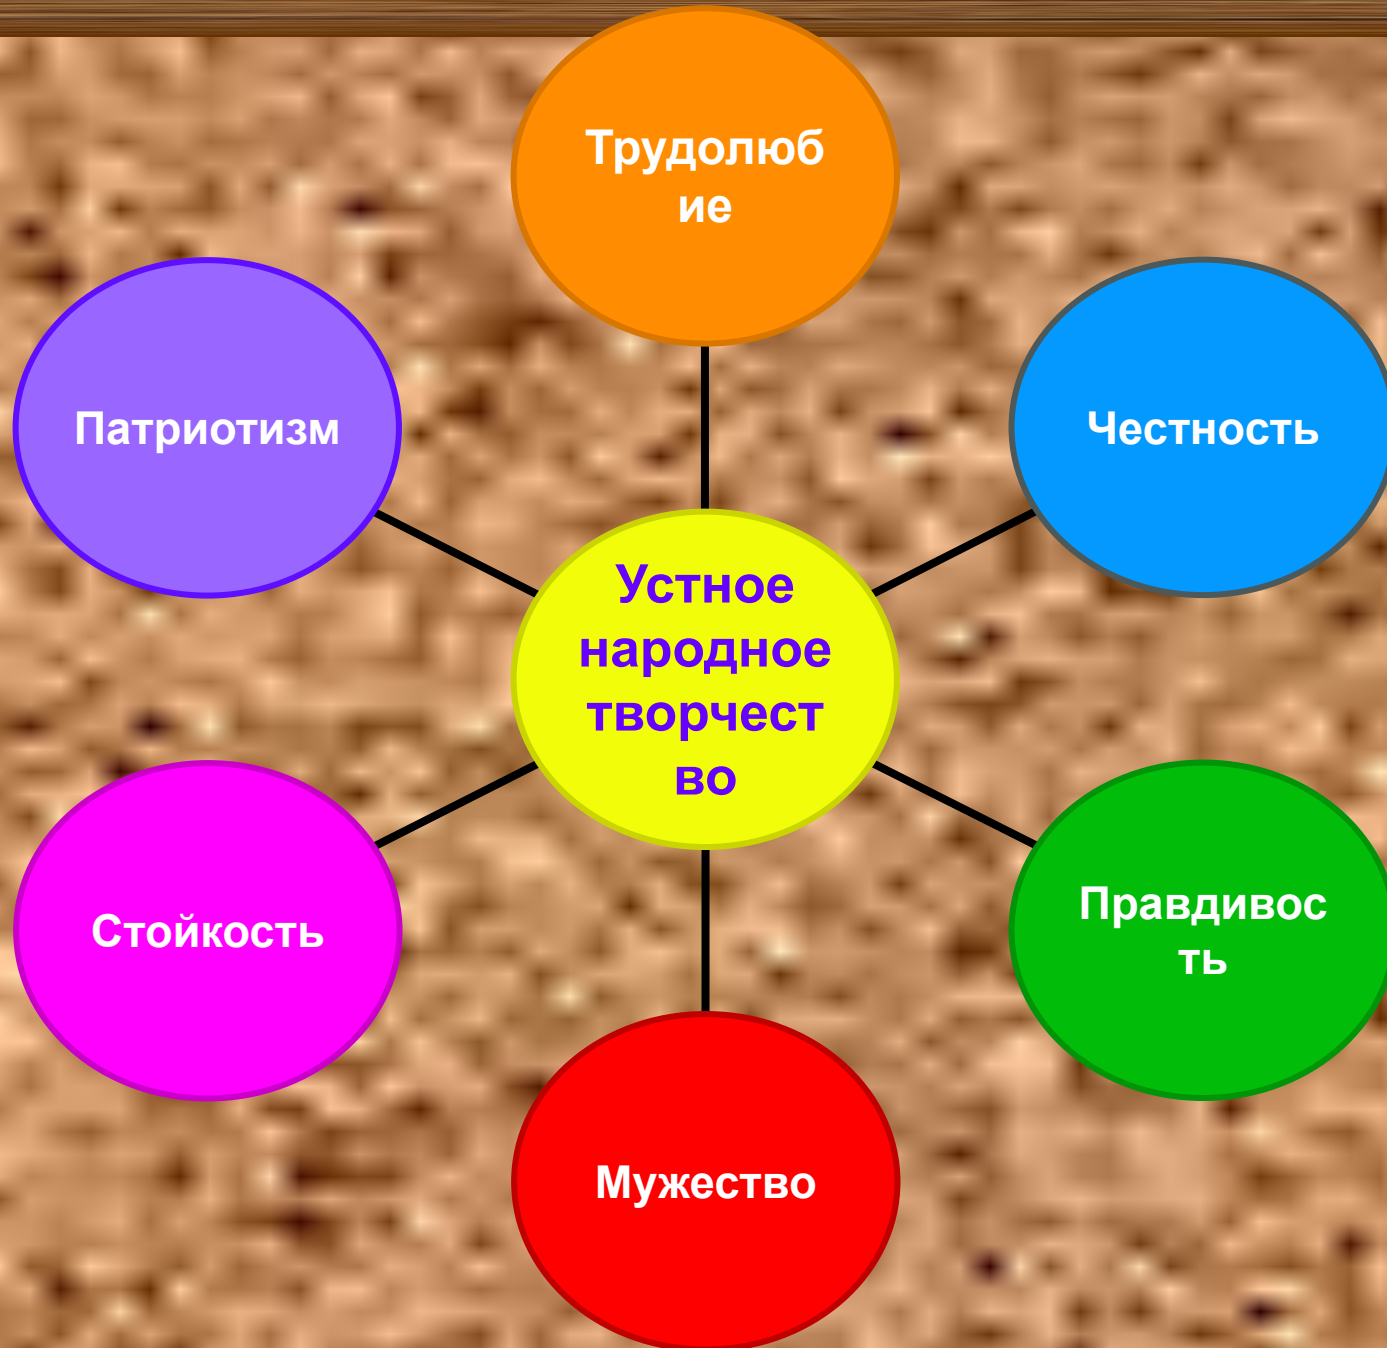 Трудолюб
ие
Патриотизм
Честность
Устное
народное
творчест
во
Стойкость
Правдивос
ть
Мужество